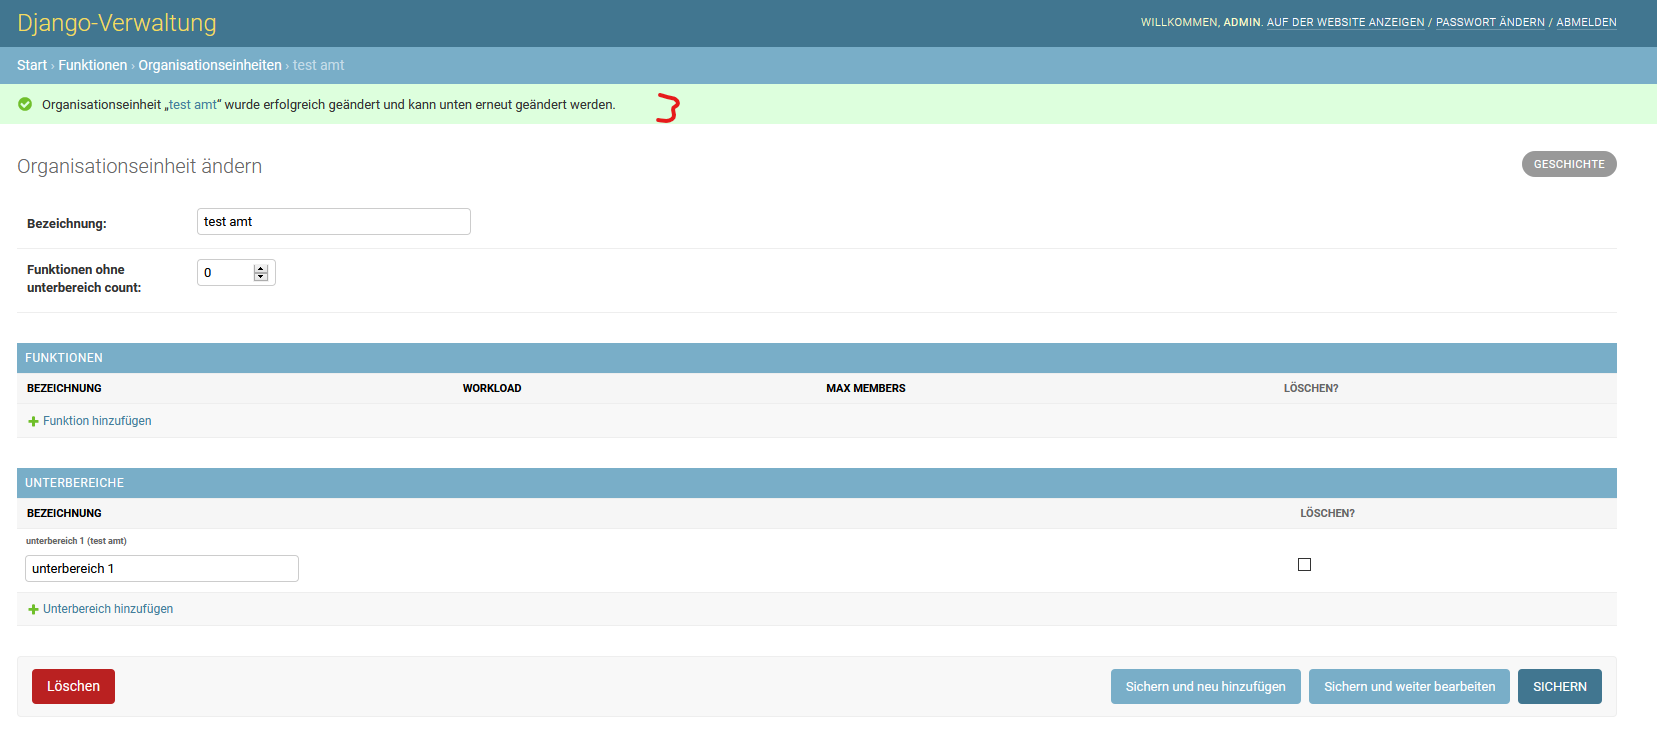 Django-Verwaltung
WILLKOMMEN, ADMIN. AUF DER WEBSITE ANZEIGEN / PASSWORT ÄNDERN / ABMELDEN
Start › Funktionen › Organisationseinheiten › test amt
Organisationseinheit „test amt“ wurde erfolgreich geändert und kann unten erneut geändert werden.
3
Organisationseinheit ändern
GESCHICHTE
Bezeichnung:
test amt
Funktionen ohne
unterbereich count:
0
FUNKTIONEN
BEZEICHNUNG WORKLOAD MAX MEMBERS LÖSCHEN?
Funktion hinzufügen
UNTERBEREICHE
BEZEICHNUNG LÖSCHEN?
unterbereich 1 (test amt)
unterbereich 1
Unterbereich hinzufügen
Löschen
Sichern und neu hinzufügen
Sichern und weiter bearbeiten
SICHERN